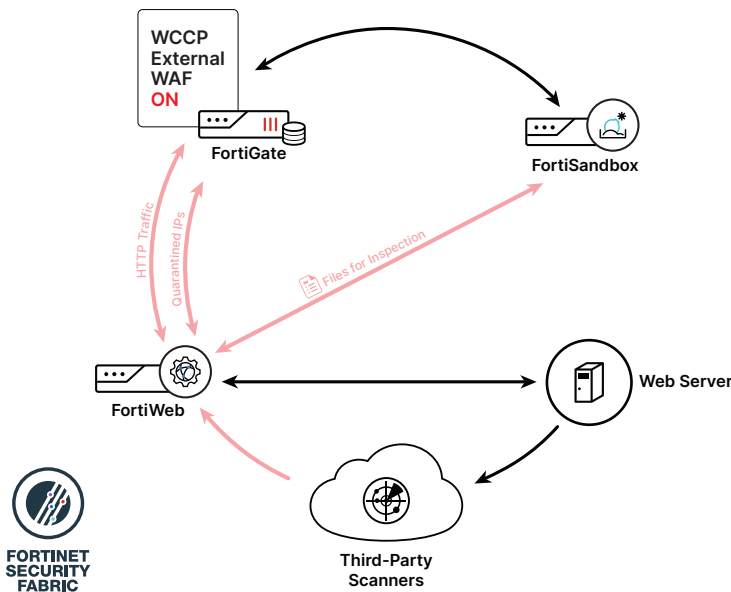 WCCP
External
WAF
ON
FortiGate
FortiSandbox
HTTP Traffic
Quarantined IPs
Files for Inspection
FortiWeb
Web Server
Third-Party
Scanners
FORTINET
SECURITY
FABRIC